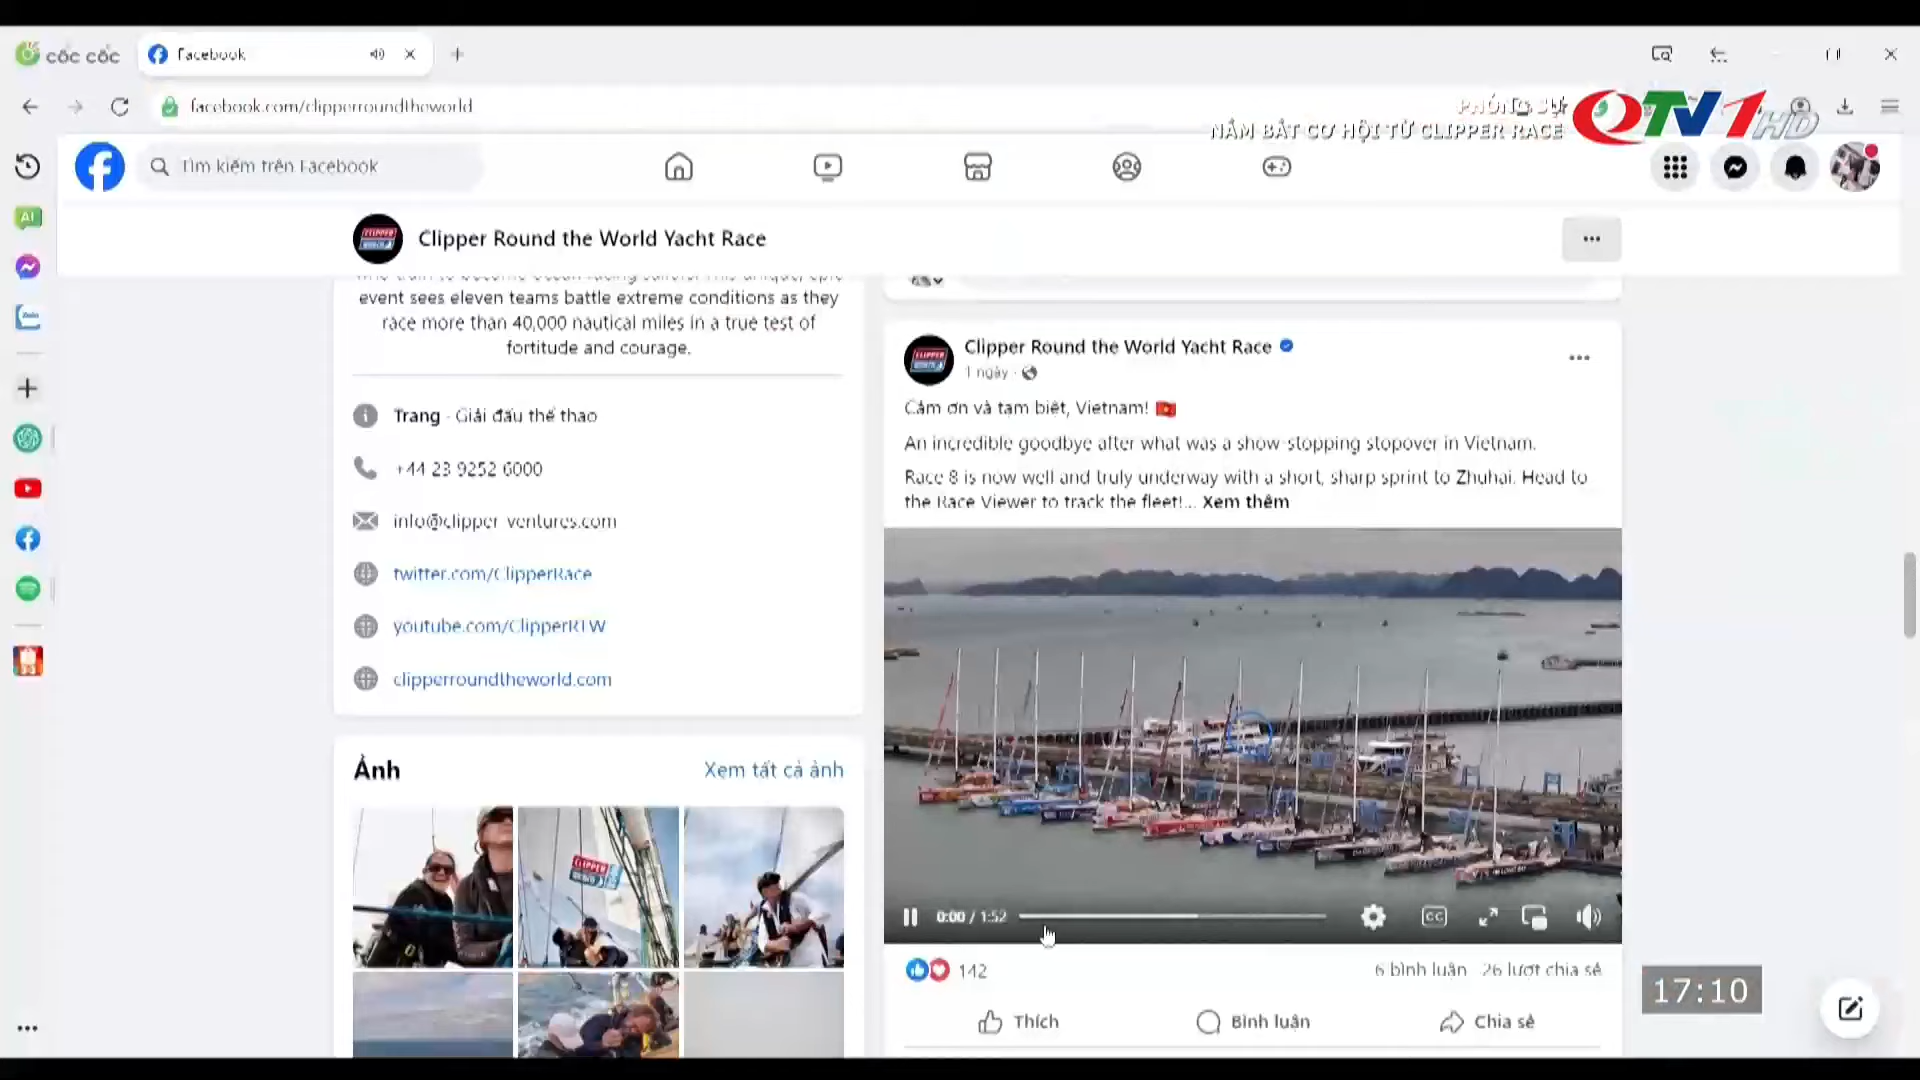 cốc cốc
Facebook
facebook.com/clipperroundtheworld
PHÓNG SỰ
NẮM BẮT CƠ HỘI TỪ CLIPPER RACE
QTV1HD
Tìm kiếm trên Facebook
AI
Zalo
Clipper Round the World Yacht Race
event sees eleven teams battle extreme conditions as they
race more than 40,000 nautical miles in a true test of
fortitude and courage.
Trang · Giải đấu thể thao
+44 23 9252 6000
info@clipper-ventures.com
twitter.com/ClipperRace
youtube.com/ClipperRTW
clipperroundtheworld.com
Ảnh
Xem tất cả ảnh
CLIPPER
Clipper Round the World Yacht Race
1 ngày ·
Cảm ơn và tạm biệt, Vietnam!
An incredible goodbye after what was a show-stopping stopover in Vietnam.
Race 8 is now well and truly underway with a short, sharp sprint to Zhuhai. Head to
the Race Viewer to track the fleet!... Xem thêm
0:00 / 1:52
CC
142
6 bình luận
26 lượt chia sẻ
Thích
Bình luận
Chia sẻ
17:10